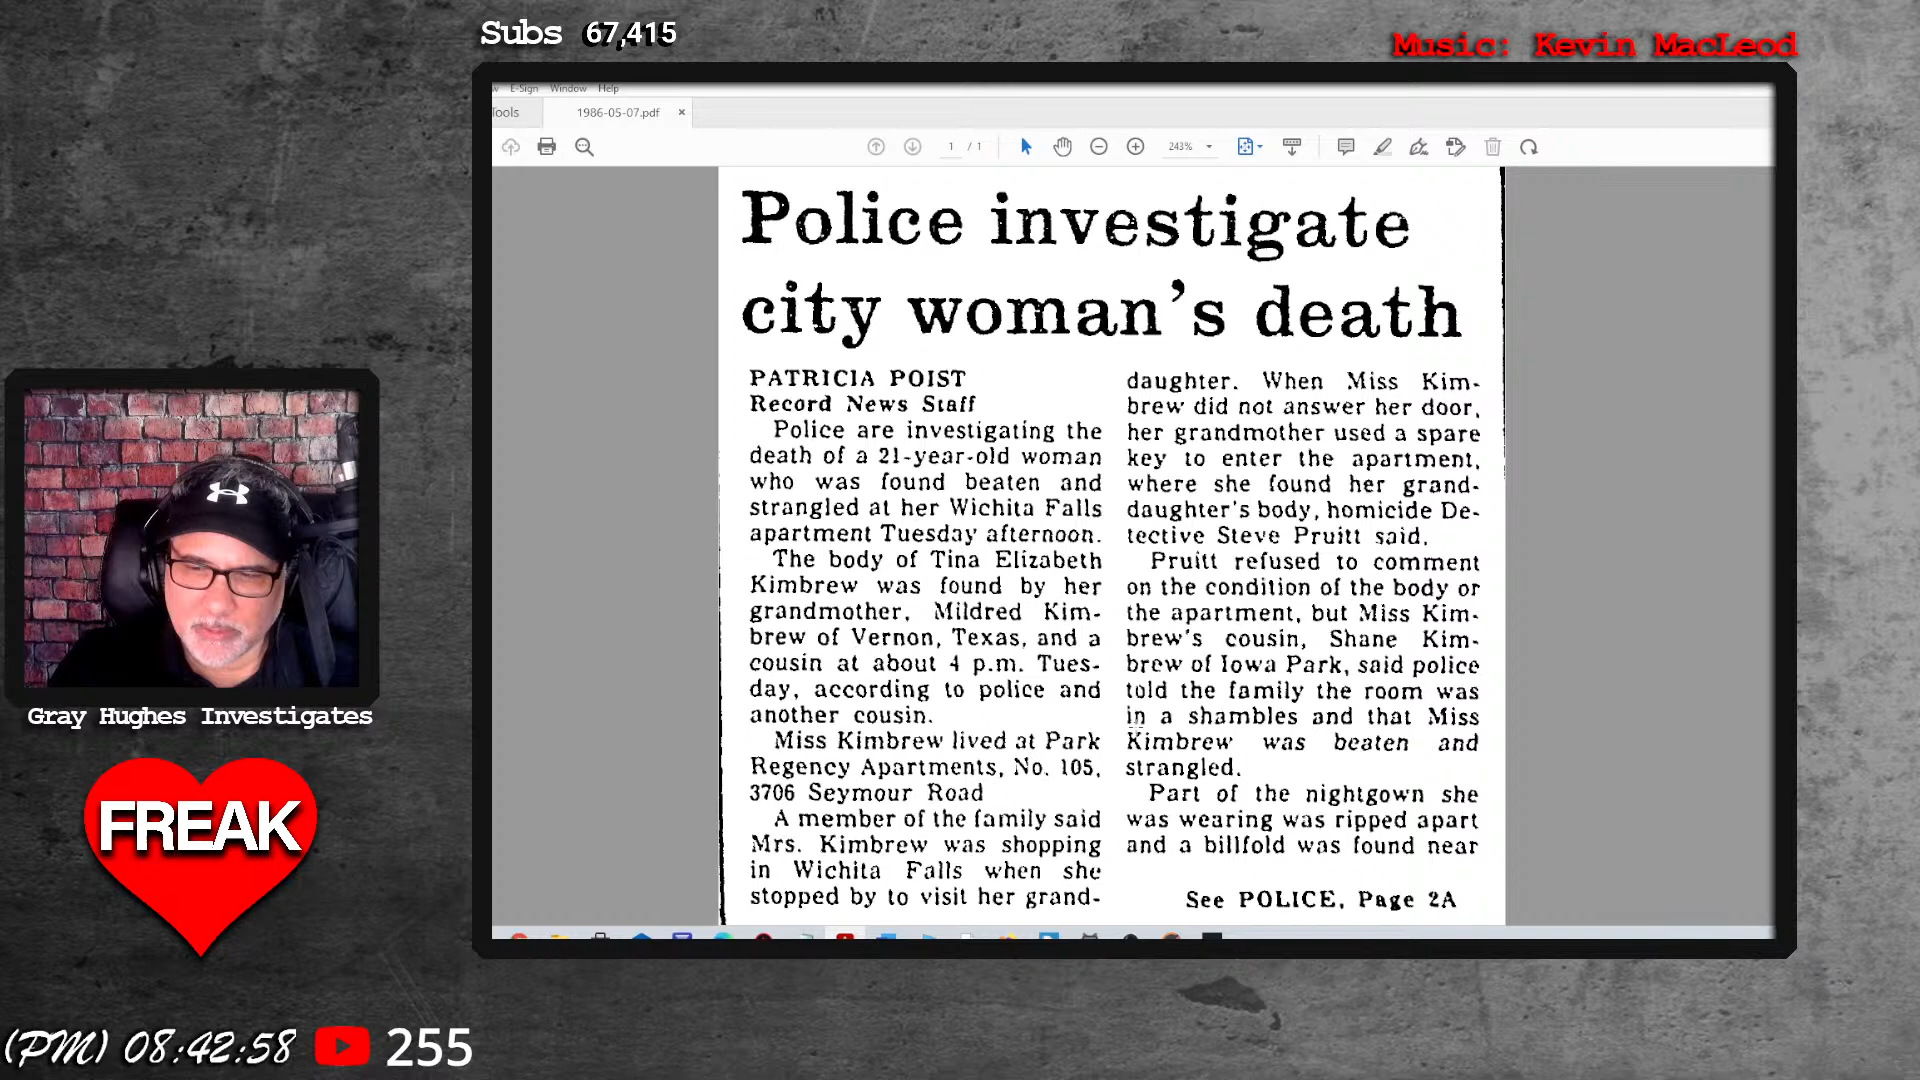 Subs 67,415
Music: Kevin MacLeod
w E-Sign Window Help
Tools 1986-05-07.pdf ×
1 / 1 243%
Police investigate
city woman's death
PATRICIA POIST
Record News Staff
Police are investigating the
death of a 21-year-old woman
who was found beaten and
strangled at her Wichita Falls
apartment Tuesday afternoon.
The body of Tina Elizabeth
Kimbrew was found by her
grandmother, Mildred Kim-
brew of Vernon, Texas, and a
cousin at about 4 p.m. Tues-
day, according to police and
another cousin.
Miss Kimbrew lived at Park
Regency Apartments, No. 105,
3706 Seymour Road
A member of the family said
Mrs. Kimbrew was shopping
in Wichita Falls when she
stopped by to visit her grand-
daughter. When Miss Kim-
brew did not answer her door,
her grandmother used a spare
key to enter the apartment,
where she found her grand-
daughter's body, homicide De-
tective Steve Pruitt said.
Pruitt refused to comment
on the condition of the body or
the apartment, but Miss Kim-
brew's cousin, Shane Kim-
brew of Iowa Park, said police
told the family the room was
in a shambles and that Miss
Kimbrew was beaten and
strangled.
Part of the nightgown she
was wearing was ripped apart
and a billfold was found near
See POLICE, Page 2A
Gray Hughes Investigates
FREAK
(PM) 08:42:58 255